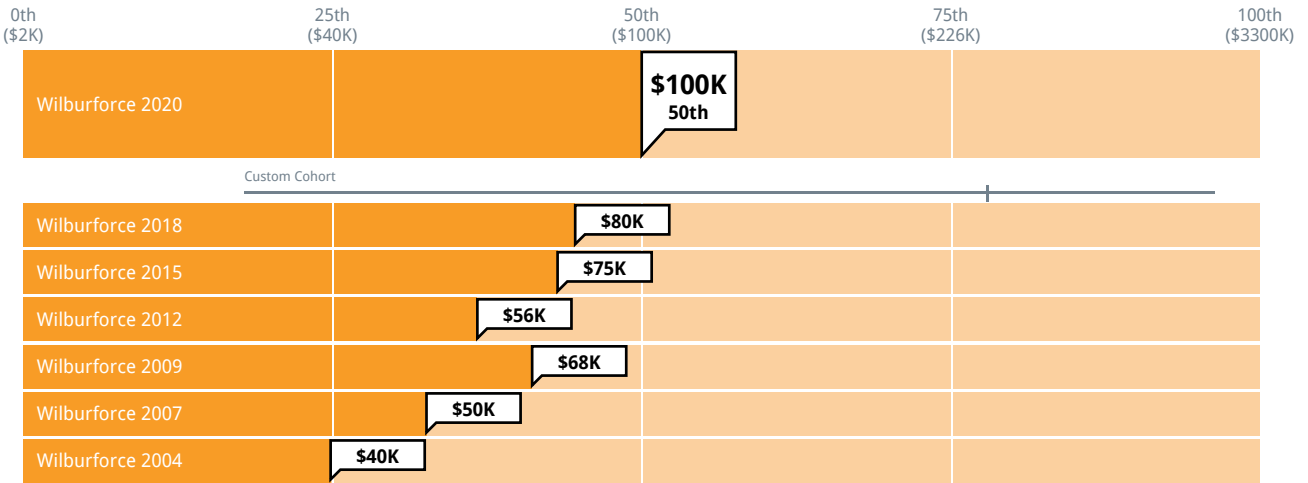 0th 25th 50th 75th 100th
($2K) ($40K) ($100K) ($226K) ($3300K)
Wilburforce 2020
$100K
50th
Custom Cohort
Wilburforce 2018 $80K
Wilburforce 2015 $75K
Wilburforce 2012 $56K
Wilburforce 2009 $68K
Wilburforce 2007 $50K
Wilburforce 2004 $40K